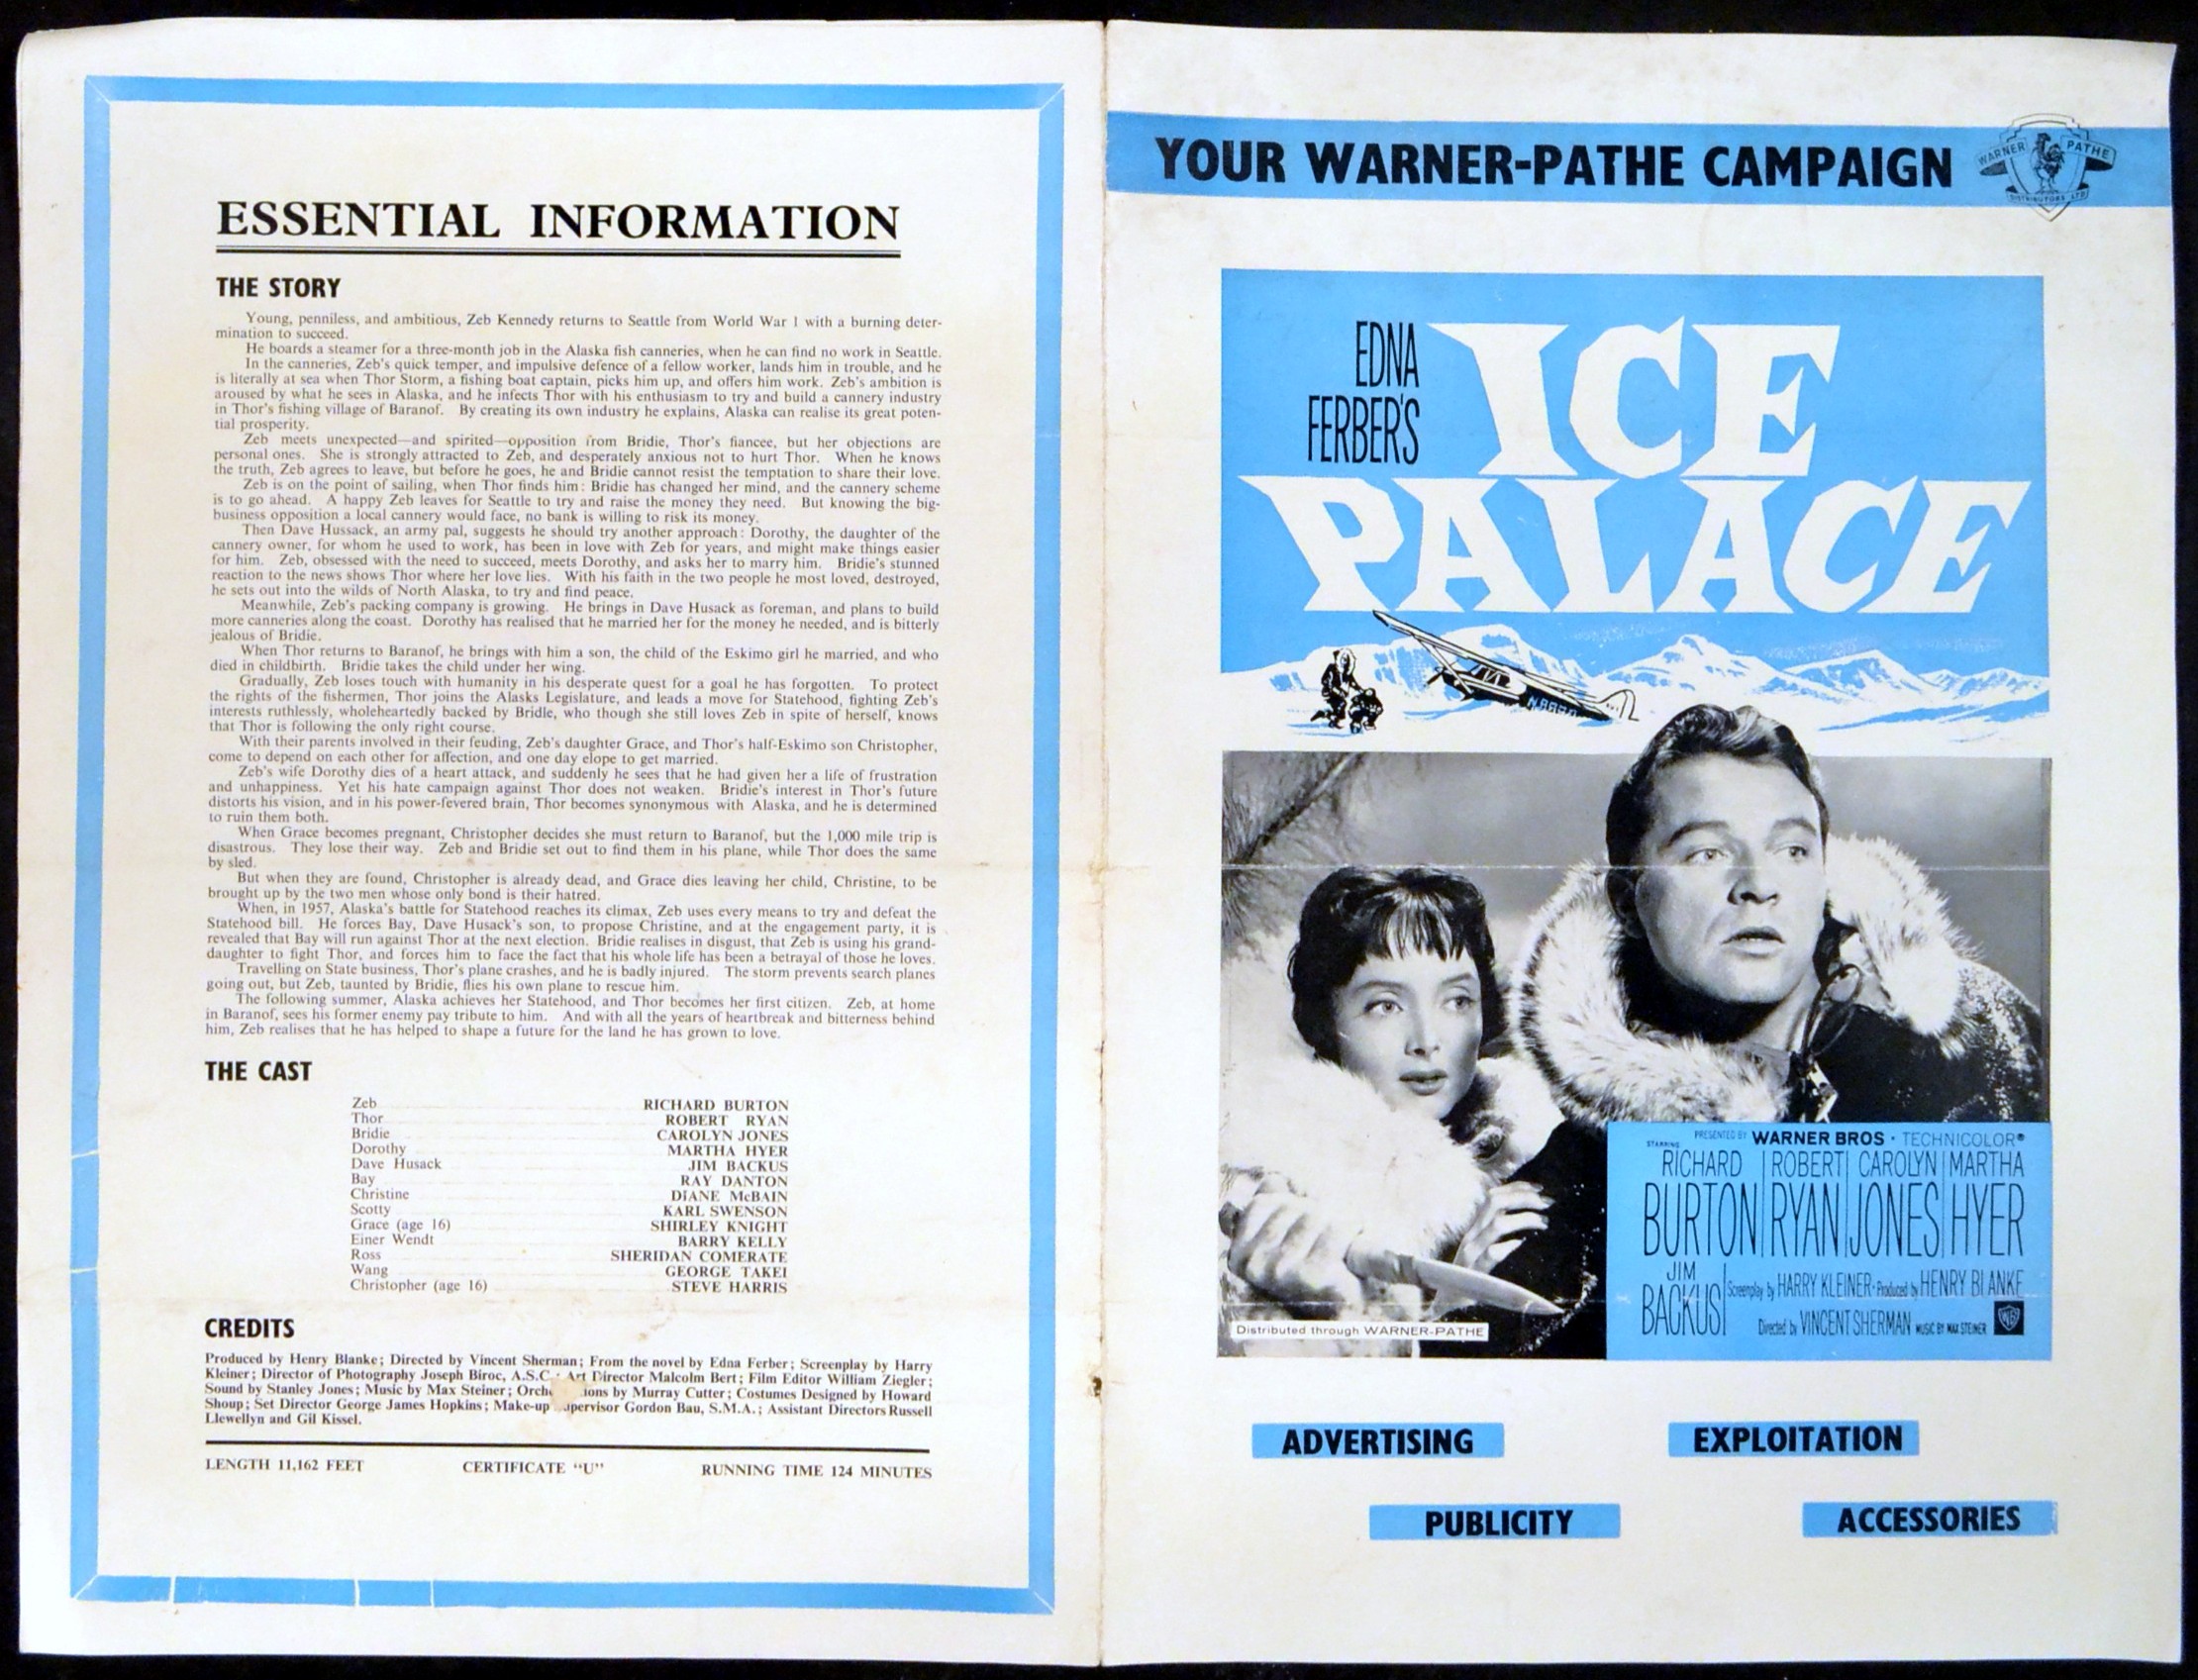 ESSENTIAL INFORMATION
THE STORY
Young, penniless, and ambitious, Zeb Kennedy returns to Seattle from World War I with a burning deter-
mination to succeed.
He boards a steamer for a three-month job in the Alaska fish canneries, when he can find no work in Seattle.
In the canneries, Zeb's quick temper, and impulsive defence of a fellow worker, lands him in trouble, and he
is literally at sea when Thor Storm, a fishing boat captain, picks him up, and offers him work. Zeb's ambition is
aroused by what he sees in Alaska, and he infects Thor with his enthusiasm to try and build a cannery industry
in Thor's fishing village of Baranof. By creating its own industry he explains, Alaska can realise its great poten-
tial prosperity.
Zeb meets unexpected—and spirited—opposition from Bridie, Thor's fiancee, but her objections are
personal ones. She is strongly attracted to Zeb, and desperately anxious not to hurt Thor. When he knows
the truth, Zeb agrees to leave, but before he goes, he and Bridie cannot resist the temptation to share their love.
Zeb is on the point of sailing, when Thor finds him: Bridie has changed her mind, and the cannery scheme
is to go ahead. A happy Zeb leaves for Seattle to try and raise the money they need. But knowing the big-
business opposition a local cannery would face, no bank is willing to risk its money.
Then Dave Hussack, an army pal, suggests he should try another approach: Dorothy, the daughter of the
cannery owner, for whom he used to work, has been in love with Zeb for years, and might make things easier
for him. Zeb, obsessed with the need to succeed, meets Dorothy, and asks her to marry him. Bridie's stunned
reaction to the news shows Thor where her love lies. With his faith in the two people he most loved, destroyed,
he sets out into the wilds of North Alaska, to try and find peace.
Meanwhile, Zeb's packing company is growing. He brings in Dave Husack as foreman, and plans to build
more canneries along the coast. Dorothy has realised that he married her for the money he needed, and is bitterly
jealous of Bridie.
When Thor returns to Baranof, he brings with him a son, the child of the Eskimo girl he married, and who
died in childbirth. Bridie takes the child under her wing.
Gradually, Zeb loses touch with humanity in his desperate quest for a goal he has forgotten. To protect
the rights of the fishermen, Thor joins the Alasks Legislature, and leads a move for Statehood, fighting Zeb's
interests ruthlessly, wholeheartedly backed by Bridle, who though she still loves Zeb in spite of herself, knows
that Thor is following the only right course.
With their parents involved in their feuding, Zeb's daughter Grace, and Thor's half-Eskimo son Christopher,
come to depend on each other for affection, and one day elope to get married.
Zeb's wife Dorothy dies of a heart attack, and suddenly he sees that he had given her a life of frustration
and unhappiness. Yet his hate campaign against Thor does not weaken. Bridie's interest in Thor's future
distorts his vision, and in his power-fevered brain, Thor becomes synonymous with Alaska, and he is determined
to ruin them both.
When Grace becomes pregnant, Christopher decides she must return to Baranof, but the 1,000 mile trip is
disastrous. They lose their way. Zeb and Bridie set out to find them in his plane, while Thor does the same
by sled.
But when they are found, Christopher is already dead, and Grace dies leaving her child, Christine, to be
brought up by the two men whose only bond is their hatred.
When, in 1957, Alaska's battle for Statehood reaches its climax, Zeb uses every means to try and defeat the
Statehood bill. He forces Bay, Dave Husack's son, to propose Christine, and at the engagement party, it is
revealed that Bay will run against Thor at the next election. Bridie realises in disgust, that Zeb is using his grand-
daughter to fight Thor, and forces him to face the fact that his whole life has been a betrayal of those he loves.
Travelling on State business, Thor's plane crashes, and he is badly injured. The storm prevents search planes
going out, but Zeb, taunted by Bridie, flies his own plane to rescue him.
The following summer, Alaska achieves her Statehood, and Thor becomes her first citizen. Zeb, at home
in Baranof, sees his former enemy pay tribute to him. And with all the years of heartbreak and bitterness behind
him, Zeb realises that he has helped to shape a future for the land he has grown to love.
THE CAST
Zeb RICHARD BURTON
Thor ROBERT RYAN
Bridie CAROLYN JONES
Dorothy MARTHA HYER
Dave Husack JIM BACKUS
Bay RAY DANTON
Christine DIANE McBAIN
Scotty KARL SWENSON
Grace (age 16) SHIRLEY KNIGHT
Einer Wendt BARRY KELLY
Ross SHERIDAN COMERATE
Wang GEORGE TAKEI
Christopher (age 16) STEVE HARRIS
CREDITS
Produced by Henry Blanke; Directed by Vincent Sherman; From the novel by Edna Ferber; Screenplay by Harry
Kleiner; Director of Photography Joseph Biroc, A.S.C.; Art Director Malcolm Bert; Film Editor William Ziegler;
Sound by Stanley Jones; Music by Max Steiner; by Murray Cutter; Costumes Designed by Howard
Shoup; Set Director George James Hopkins; Make-up Gordon Bau, S.M.A.; Assistant Directors Russell
Llewellyn and Gil Kissel.
LENGTH 11,162 FEET CERTIFICATE "U" RUNNING TIME 124 MINUTES
YOUR WARNER-PATHE CAMPAIGN
WARNER PATHE
DISTRIBUTORS LTD
EDNA
FERBER'S
ICE
PALACE
PRESENTED BY WARNER BROS · TECHNICOLOR®
STARRING
RICHARD BURTON | ROBERT RYAN | CAROLYN JONES | MARTHA HYER
JIM BACKUS
Screenplay by HARRY KLEINER · Produced by HENRY BLANKE
Directed by VINCENT SHERMAN MUSIC BY MAX STEINER WB
Distributed through WARNER-PATHE
ADVERTISING
EXPLOITATION
PUBLICITY
ACCESSORIES